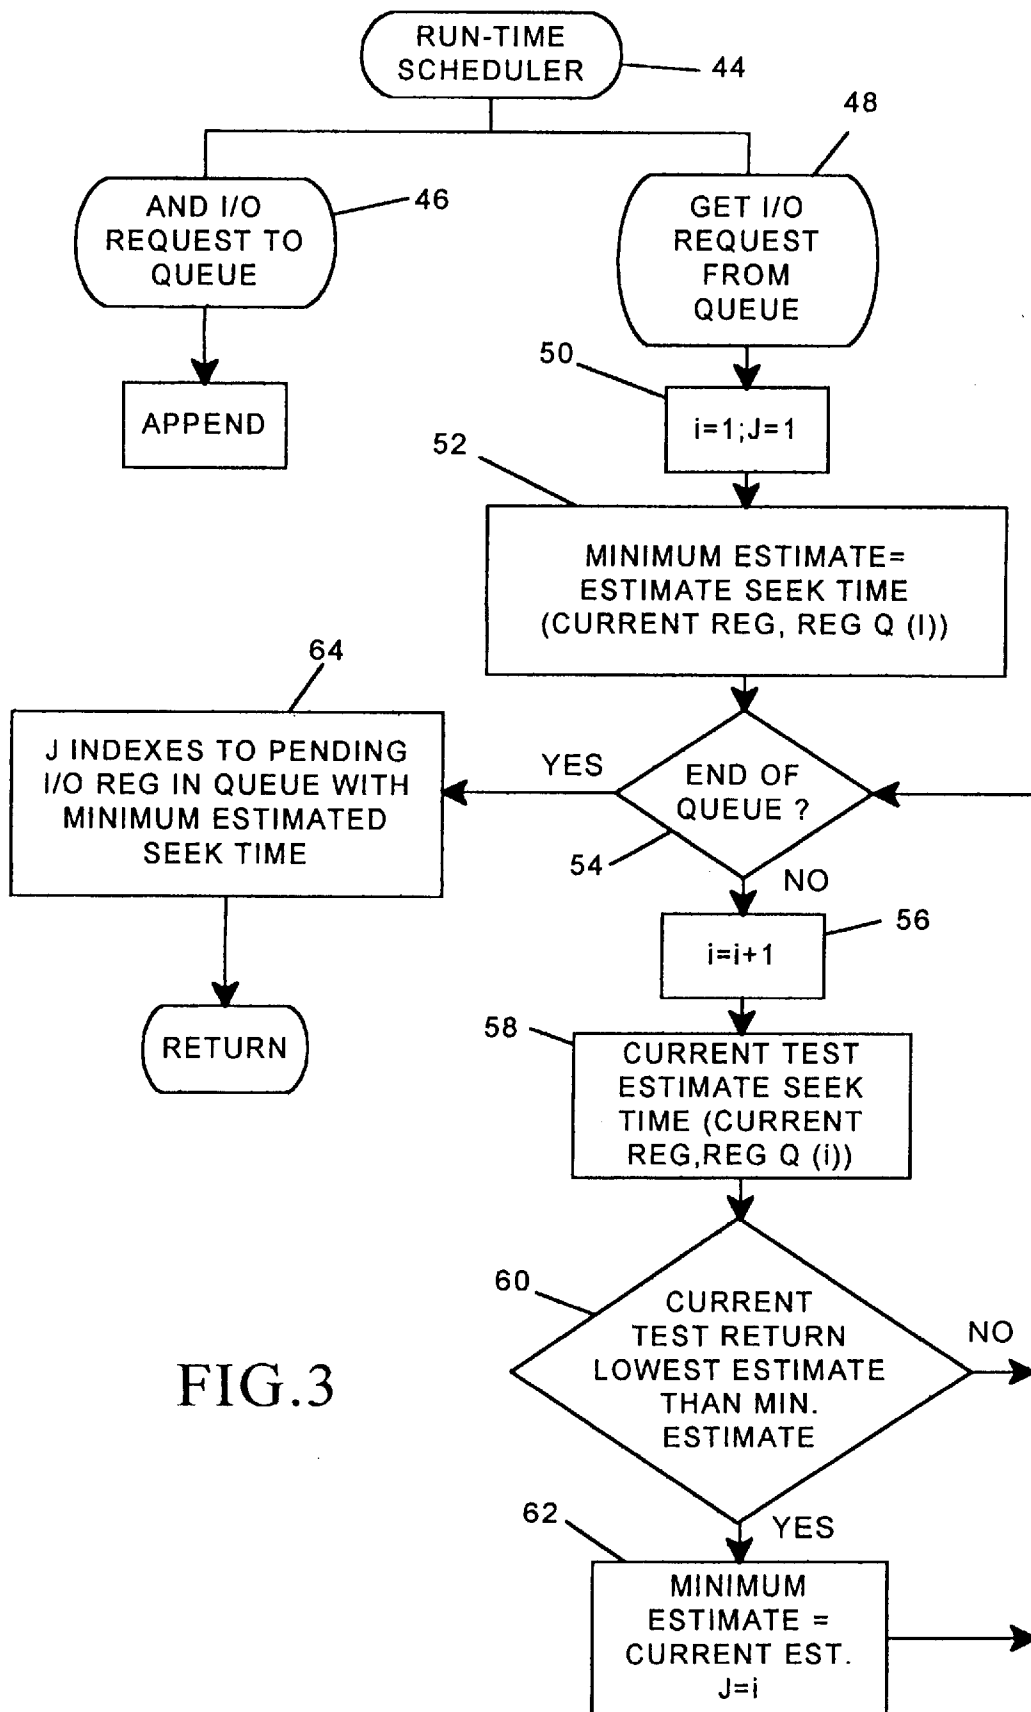 RUN-TIME
SCHEDULER
44
48
AND I/O
REQUEST TO
QUEUE
46
GET I/O
REQUEST
FROM
QUEUE
APPEND
50
i=1;J=1
52
MINIMUM ESTIMATE=
ESTIMATE SEEK TIME
(CURRENT REG, REG Q (I))
64
J INDEXES TO PENDING
I/O REG IN QUEUE WITH
MINIMUM ESTIMATED
SEEK TIME
YES
END OF
QUEUE ?
54
NO
56
i=i+1
RETURN
58
CURRENT TEST
ESTIMATE SEEK
TIME (CURRENT
REG,REG Q (i))
60
CURRENT
TEST RETURN
LOWEST ESTIMATE
THAN MIN.
ESTIMATE
NO
FIG.3
62
YES
MINIMUM
ESTIMATE =
CURRENT EST.
J=i